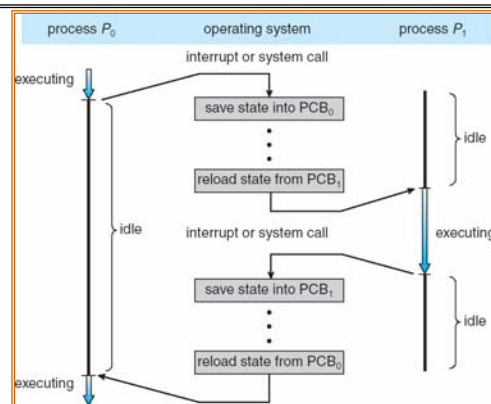 process P0 operating system process P1
interrupt or system call
executing
save state into PCB0
idle
reload state from PCB1
idle
interrupt or system call
executing
save state into PCB1
idle
reload state from PCB0
executing